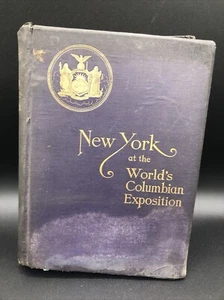 New York
at the
World's
Columbian
Exposition